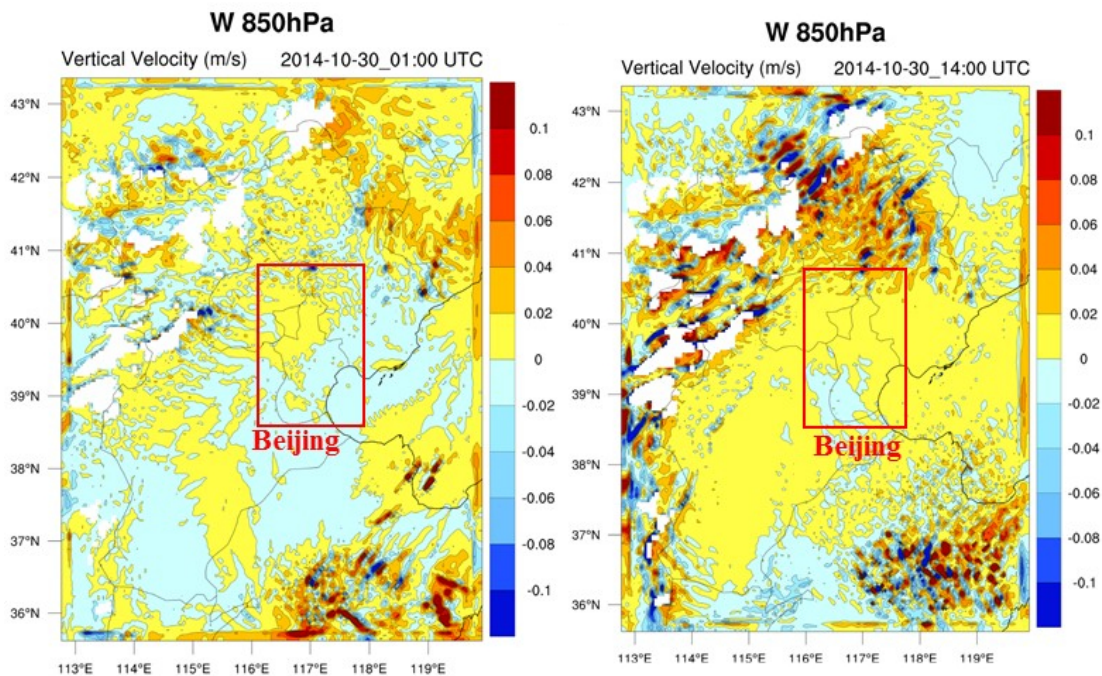 W 850hPa
Vertical Velocity (m/s) 2014-10-30_01:00 UTC
43°N
42°N
41°N
40°N
39°N
38°N
37°N
36°N
113°E 114°E 115°E 116°E 117°E 118°E 119°E
0.1
0.08
0.06
0.04
0.02
0
-0.02
-0.04
-0.06
-0.08
-0.1
Beijing
W 850hPa
Vertical Velocity (m/s) 2014-10-30_14:00 UTC
43°N
42°N
41°N
40°N
39°N
38°N
37°N
36°N
113°E 114°E 115°E 116°E 117°E 118°E 119°E
0.1
0.08
0.06
0.04
0.02
0
-0.02
-0.04
-0.06
-0.08
-0.1
Beijing